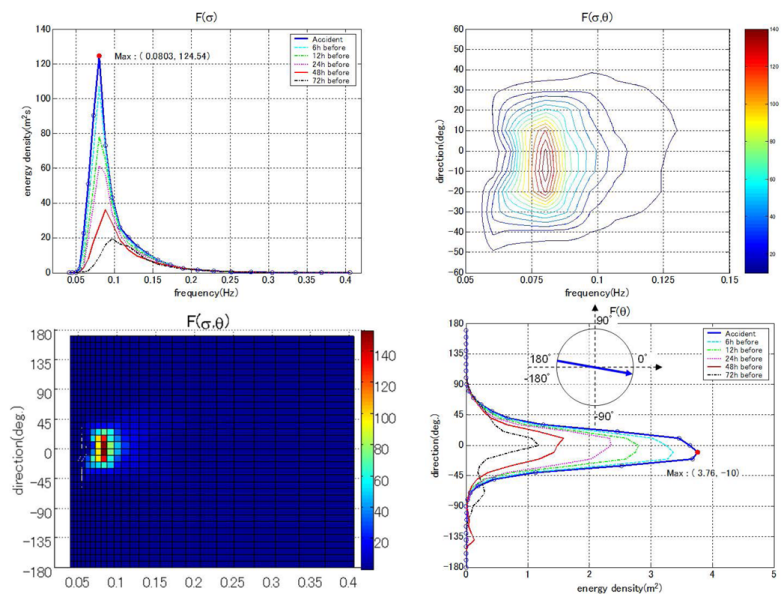 F(σ)
140
120
100
80
60
40
20
0
energy density(m²s)
0.05 0.1 0.15 0.2 0.25 0.3 0.35 0.4
frequency(Hz)
Max : ( 0.0803, 124.54)
Accident
6h before
12h before
24h before
48h before
72h before
F(σ,θ)
60
50
40
30
20
10
0
-10
-20
-30
-40
-50
-60
direction(deg.)
0.05 0.075 0.1 0.125 0.15
frequency(Hz)
140
120
100
80
60
40
20
F(σ,θ)
180
135
90
45
0
-45
-90
-135
-180
direction(deg.)
0.05 0.1 0.15 0.2 0.25 0.3 0.35 0.4
140
120
100
80
60
40
20
F(θ)
180
135
90
45
0
-45
-90
-135
-180
direction(deg.)
90°
180°
-180°
0°
-90°
Accident
6h before
12h before
24h before
48h before
72h before
Max : ( 3.76, -10)
0 1 2 3 4 5
energy density(m²)